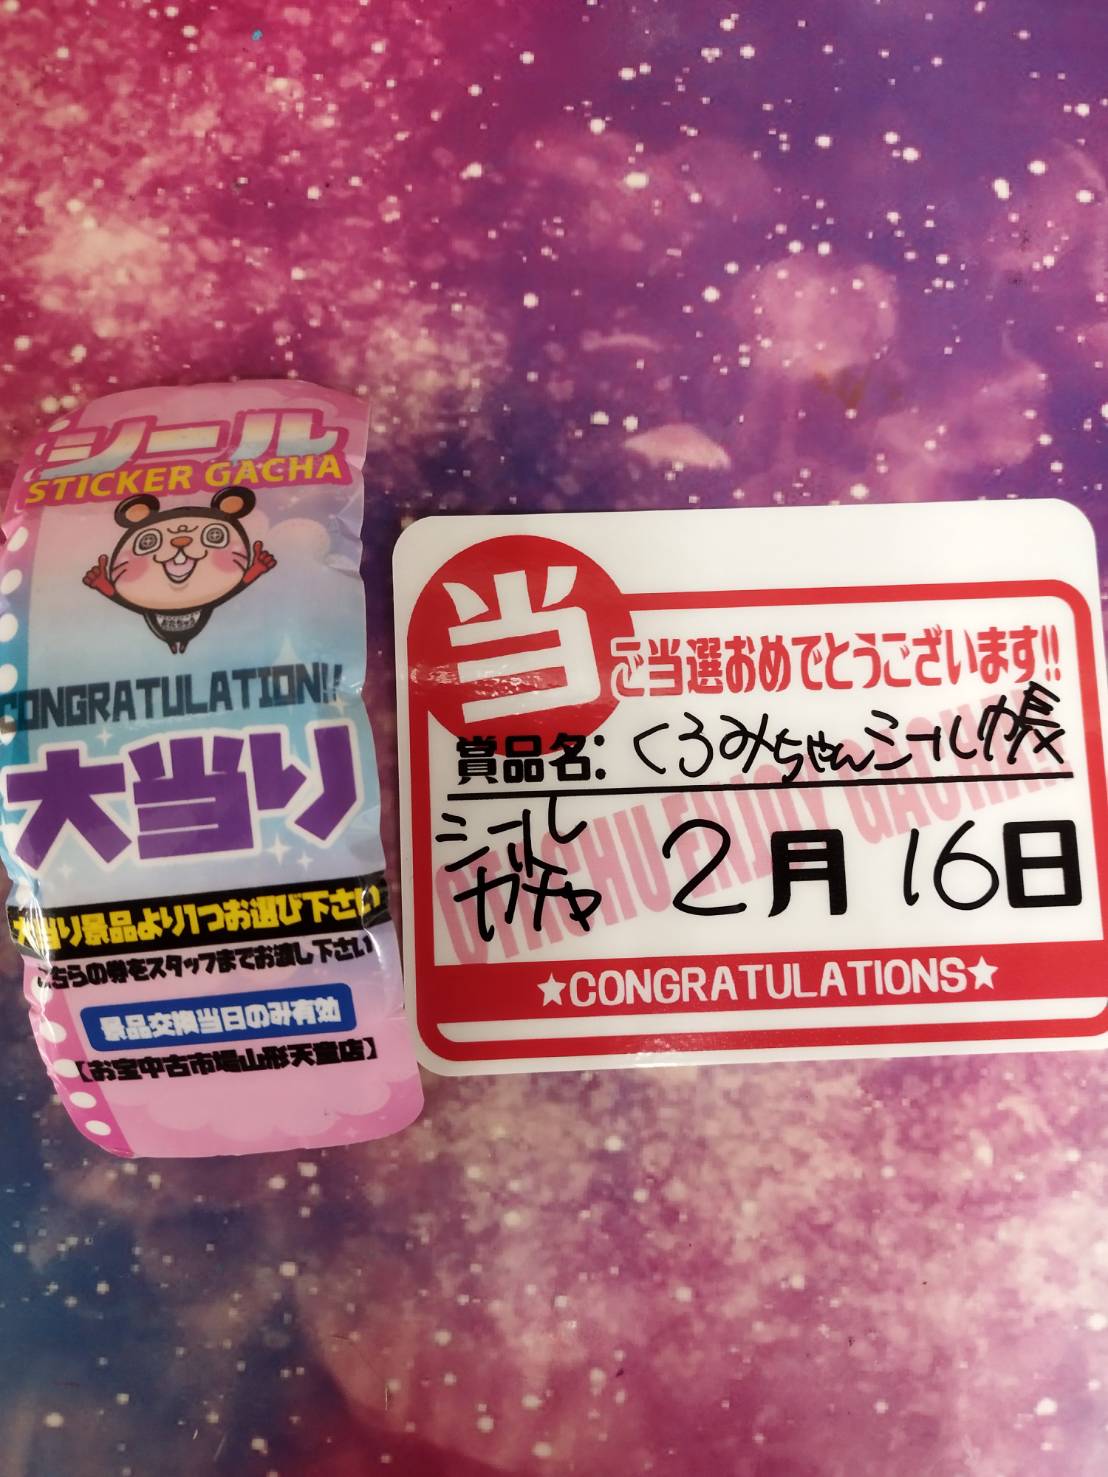 シール
STICKER GACHA
CONGRATULATION!!
大当り
大当り景品より1つお選び下さい
こちらの券をスタッフまでお渡し下さい
景品交換当日のみ有効
【お宝中古市場山形天童店】
当
ご当選おめでとうございます!!
賞品名: くろみちゃんシール帳
シール
ガチャ
2月16日
★CONGRATULATIONS★